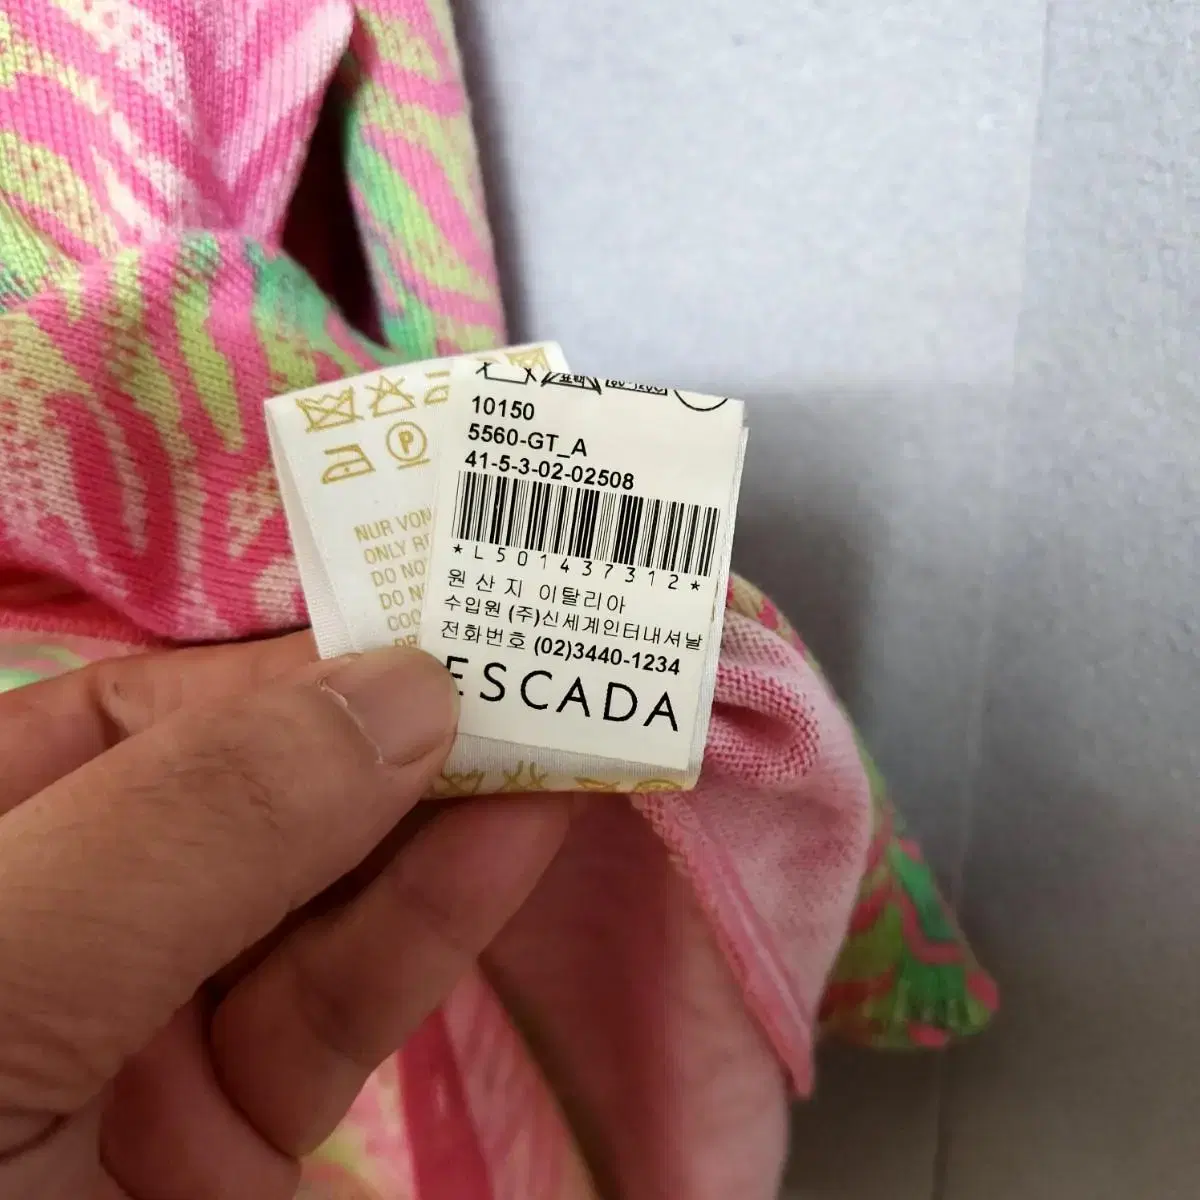 표백
10150
5560-GT_A
41-5-3-02-02508
*L501437312*
원산지 이탈리아
수입원 (주)신세계인터내셔날
전화번호 (02)3440-1234
ESCADA
P
NUR VON
ONLY
DO
DO